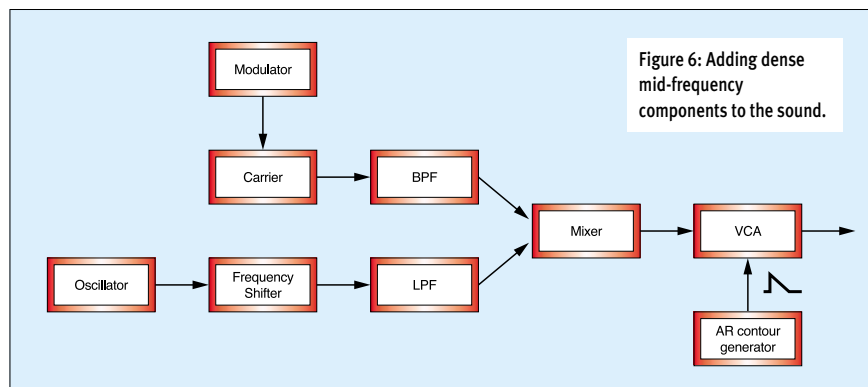 Figure 6: Adding dense
mid-frequency
components to the sound.
Modulator
Carrier
BPF
Mixer
VCA
Oscillator
Frequency
Shifter
LPF
AR contour
generator